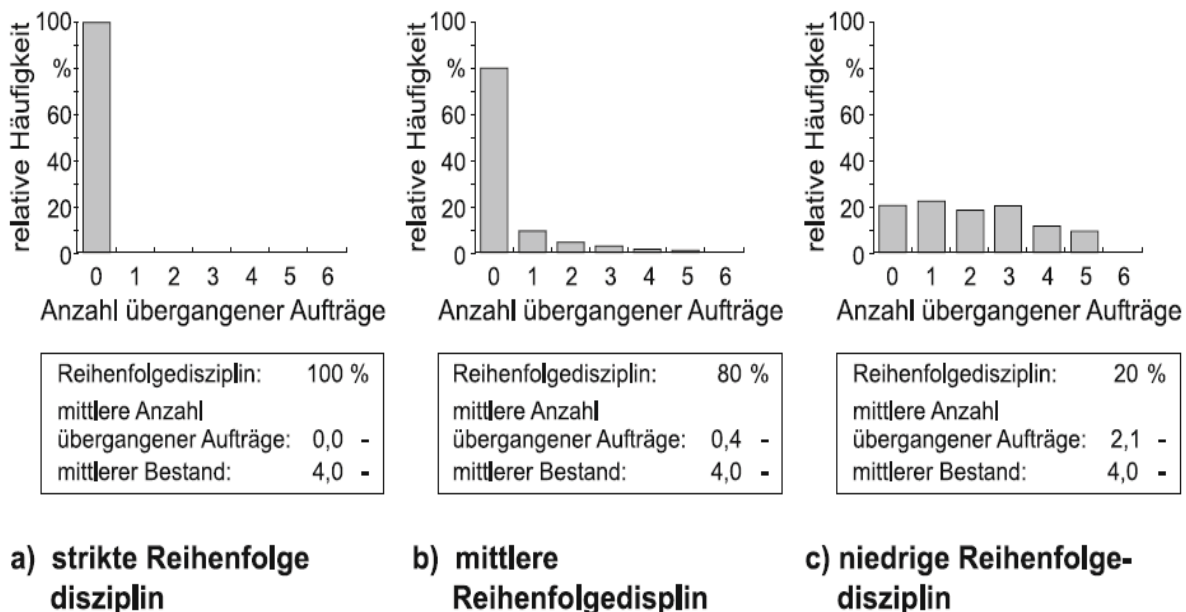 relative Häufigkeit
100
%
60
40
20
0
0 1 2 3 4 5 6
Anzahl übergangener Aufträge
Reihenfolgedisziplin: 100 %
mittlere Anzahl
übergangener Aufträge: 0,0 -
mittlerer Bestand: 4,0 -
a) strikte Reihenfolge
disziplin
relative Häufigkeit
100
%
60
40
20
0
0 1 2 3 4 5 6
Anzahl übergangener Aufträge
Reihenfolgedisziplin: 80 %
mittlere Anzahl
übergangener Aufträge: 0,4 -
mittlerer Bestand: 4,0 -
b) mittlere
Reihenfolgedisplin
relative Häufigkeit
100
%
60
40
20
0
0 1 2 3 4 5 6
Anzahl übergangener Aufträge
Reihenfolgedisziplin: 20 %
mittlere Anzahl
übergangener Aufträge: 2,1 -
mittlerer Bestand: 4,0 -
c) niedrige Reihenfolge-
disziplin